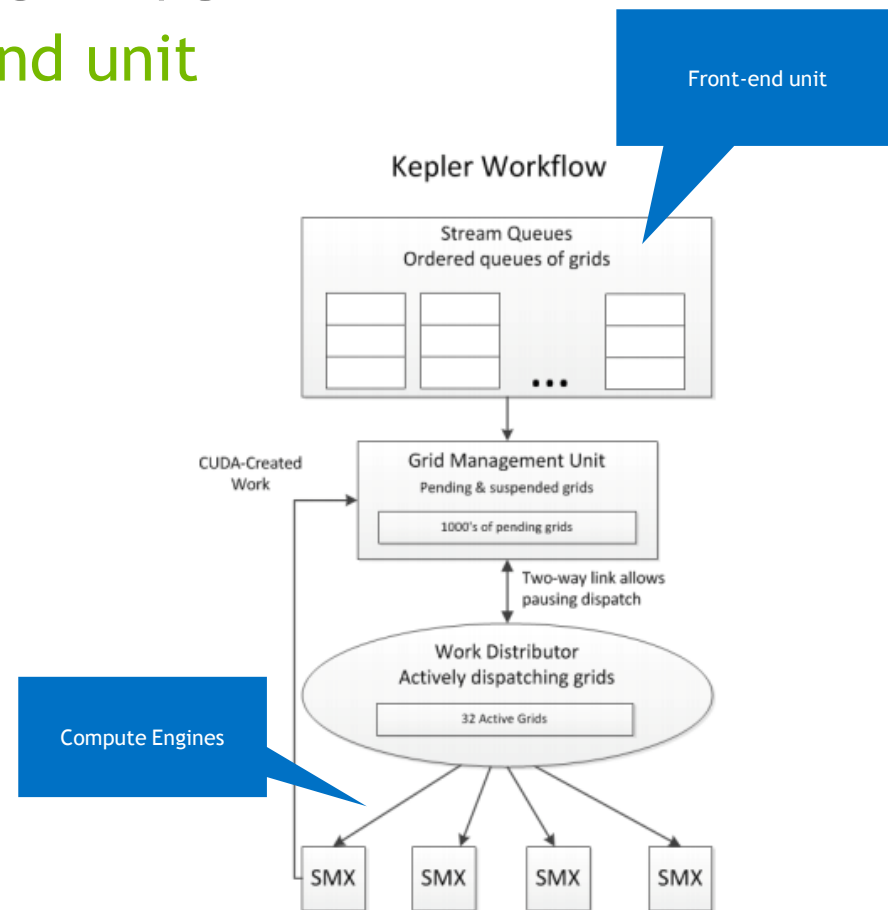 nd unit
Front-end unit
Kepler Workflow
Stream Queues
Ordered queues of grids
...
CUDA-Created
Work
Grid Management Unit
Pending & suspended grids
1000's of pending grids
Two-way link allows
pausing dispatch
Work Distributor
Actively dispatching grids
32 Active Grids
Compute Engines
SMX SMX SMX SMX